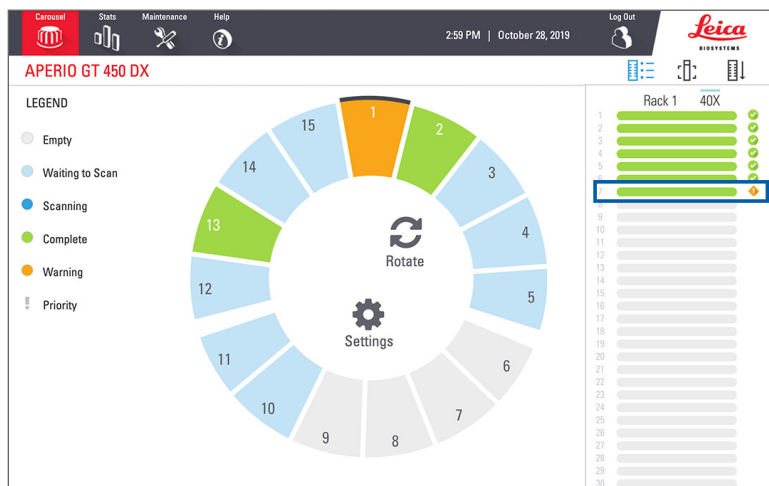 Carousel Stats Maintenance Help
2:59 PM | October 28, 2019
Log Out
Leica
BIOSYSTEMS
APERIO GT 450 DX
LEGEND
Empty
Waiting to Scan
Scanning
Complete
Warning
! Priority
1
2
3
4
5
6
7
8
9
10
11
12
13
14
15
Rotate
Settings
Rack 1 40X
1
2
3
4
5
6
7
8
9
10
11
12
13
14
15
16
17
18
19
20
21
22
23
24
25
26
27
28
29
30